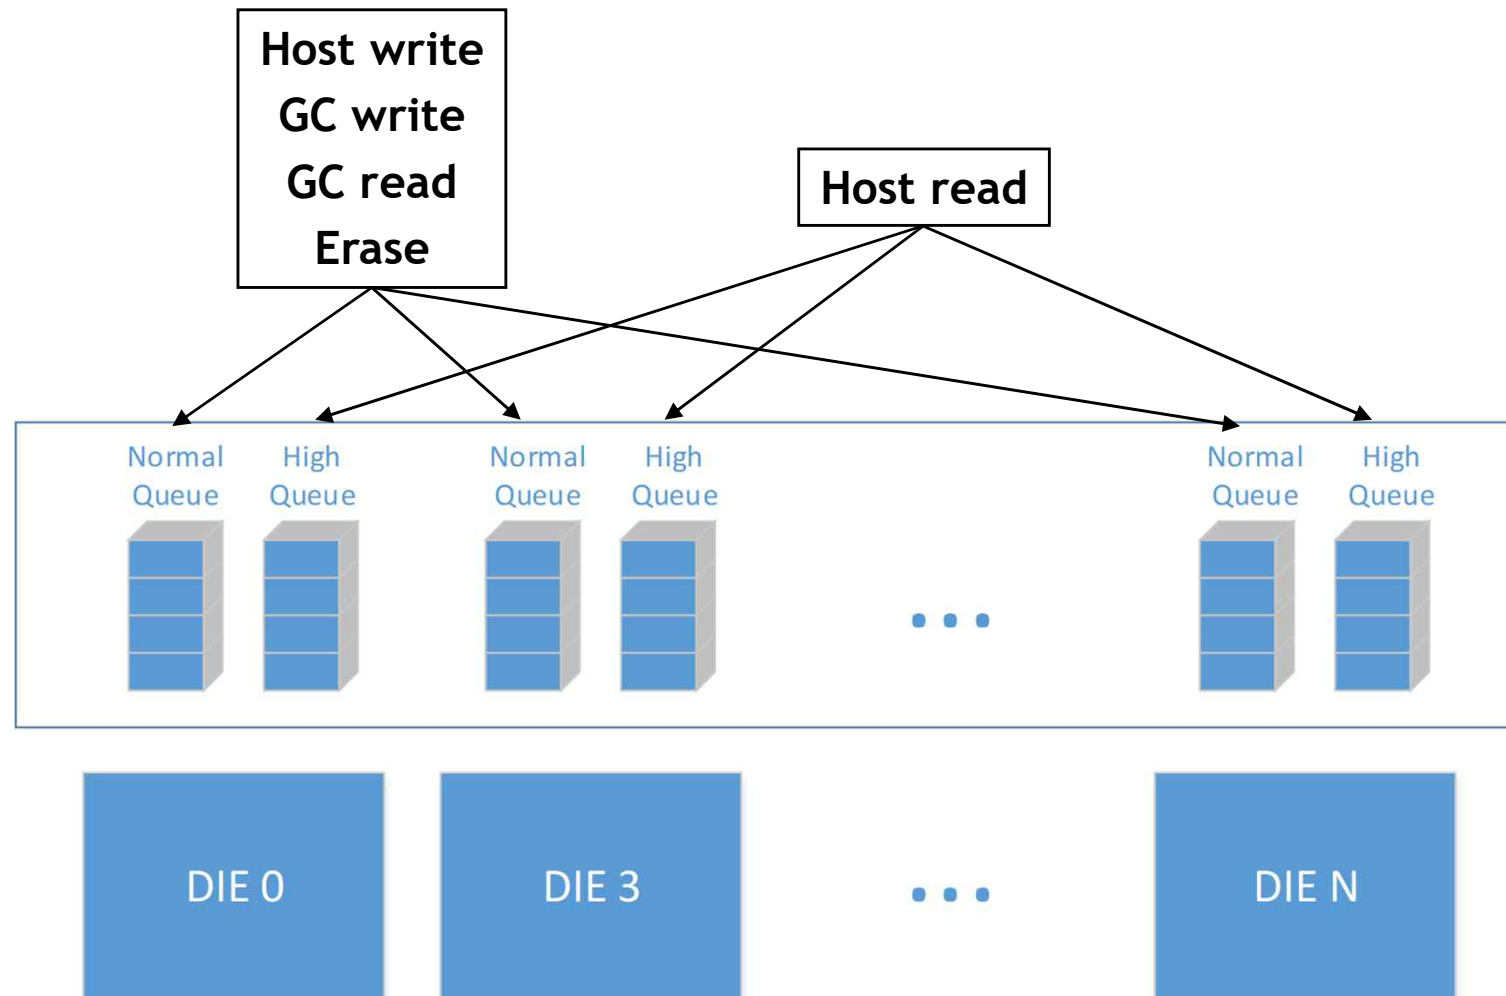 Host write
GC write
GC read
Erase
Host read
Normal
Queue
High
Queue
Normal
Queue
High
Queue
Normal
Queue
High
Queue
...
DIE 0
DIE 3
...
DIE N